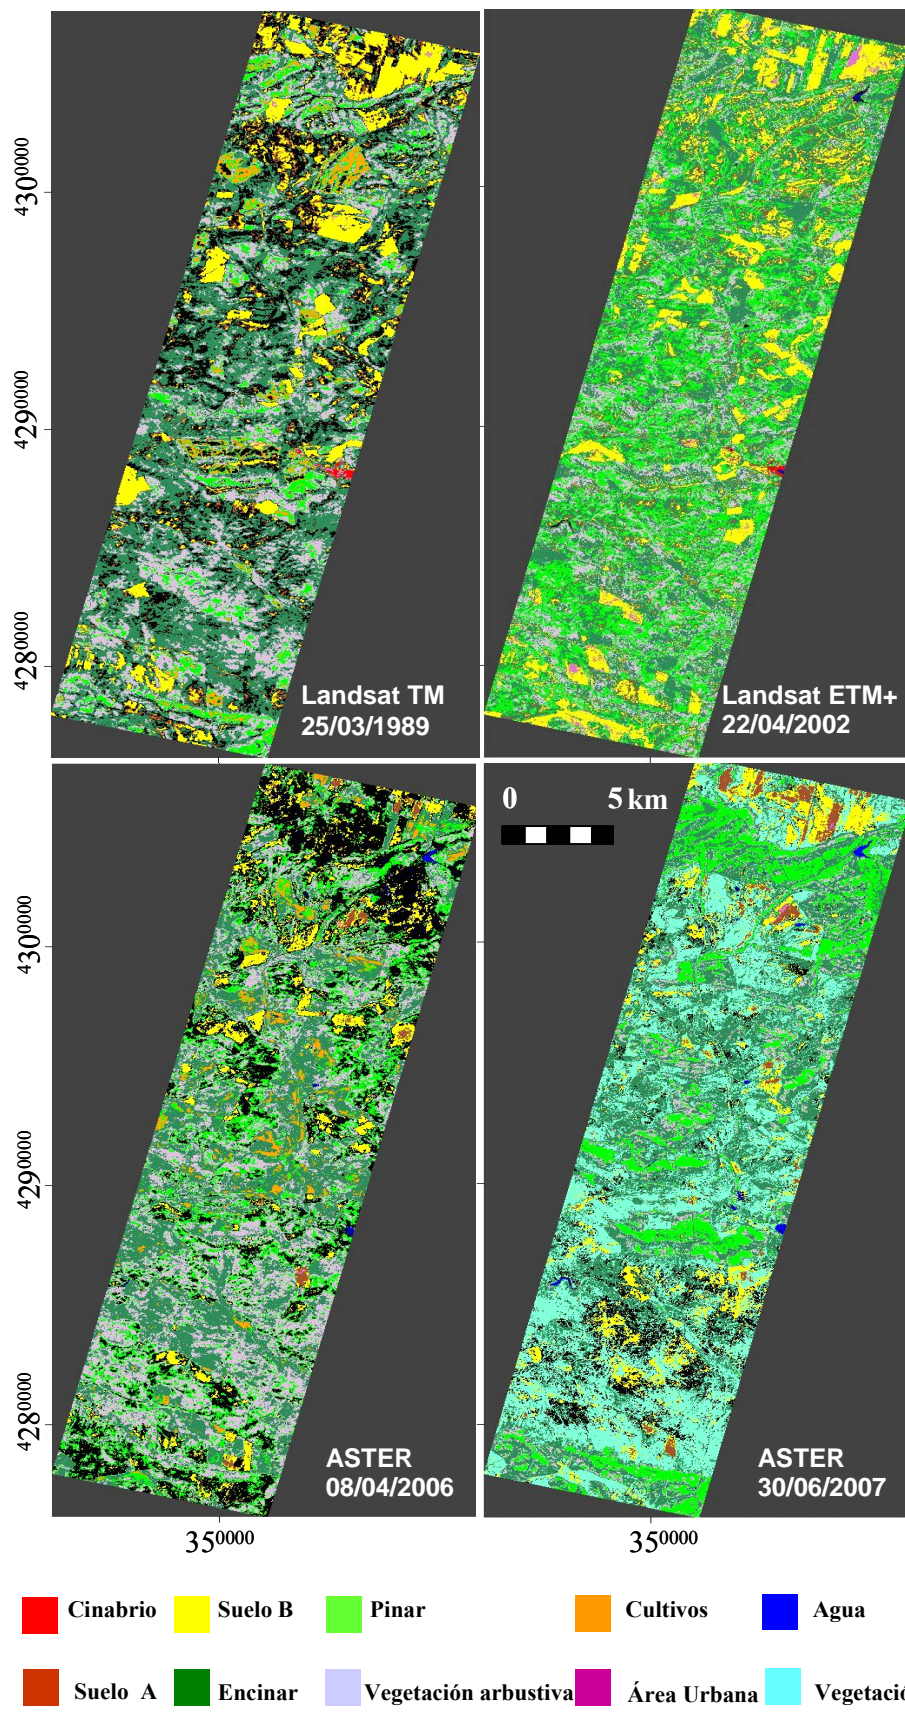 4300000
4290000
4280000
Landsat TM
25/03/1989
Landsat ETM+
22/04/2002
0 5 km
4300000
4290000
4280000
ASTER
08/04/2006
ASTER
30/06/2007
350000
350000
Cinabrio Suelo B Pinar Cultivos Agua
Suelo A Encinar Vegetación arbustiva Área Urbana